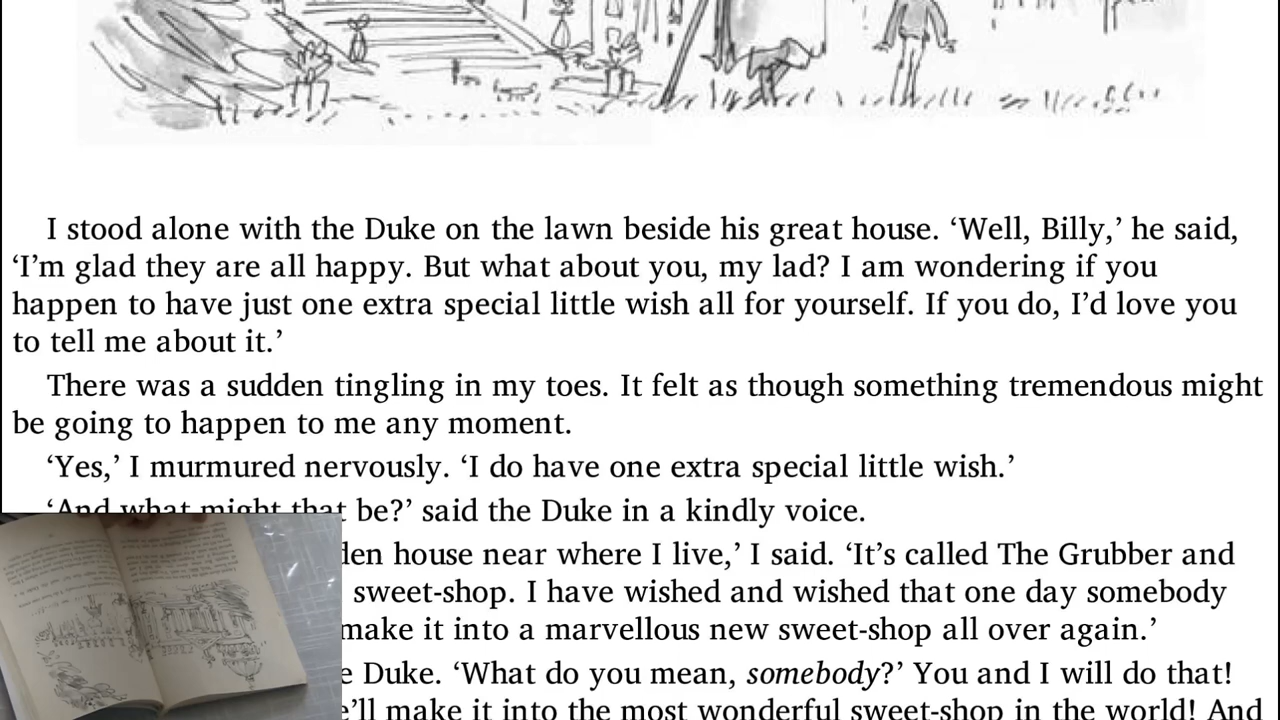 I stood alone with the Duke on the lawn beside his great house. ‘Well, Billy,’ he said,
‘I’m glad they are all happy. But what about you, my lad? I am wondering if you
happen to have just one extra special little wish all for yourself. If you do, I’d love you
to tell me about it.’
There was a sudden tingling in my toes. It felt as though something tremendous might
be going to happen to me any moment.
‘Yes,’ I murmured nervously. ‘I do have one extra special little wish.’
‘And what might that be?’ said the Duke in a kindly voice.
den house near where I live,’ I said. ‘It’s called The Grubber and
sweet-shop. I have wished and wished that one day somebody
make it into a marvellous new sweet-shop all over again.’
e Duke. ‘What do you mean, somebody?’ You and I will do that!
e’ll make it into the most wonderful sweet-shop in the world! And